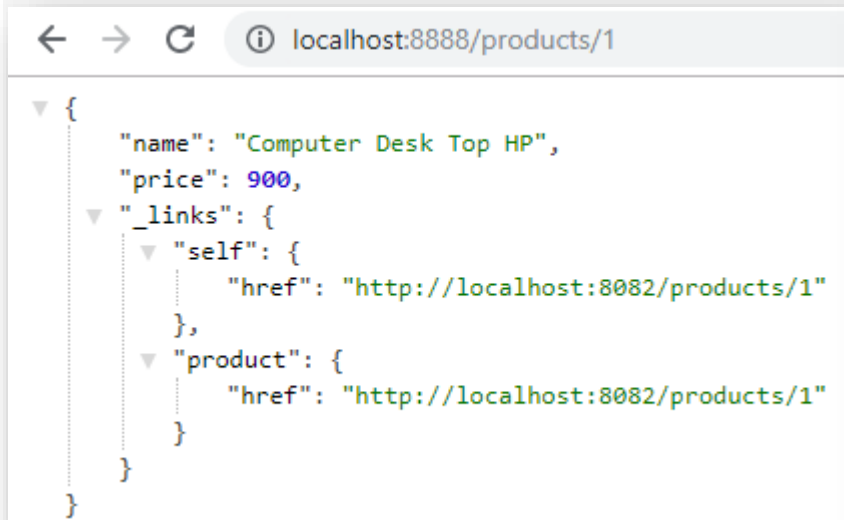 localhost:8888/products/1
{
"name": "Computer Desk Top HP",
"price": 900,
"_links": {
"self": {
"href": "http://localhost:8082/products/1"
},
"product": {
"href": "http://localhost:8082/products/1"
}
}
}